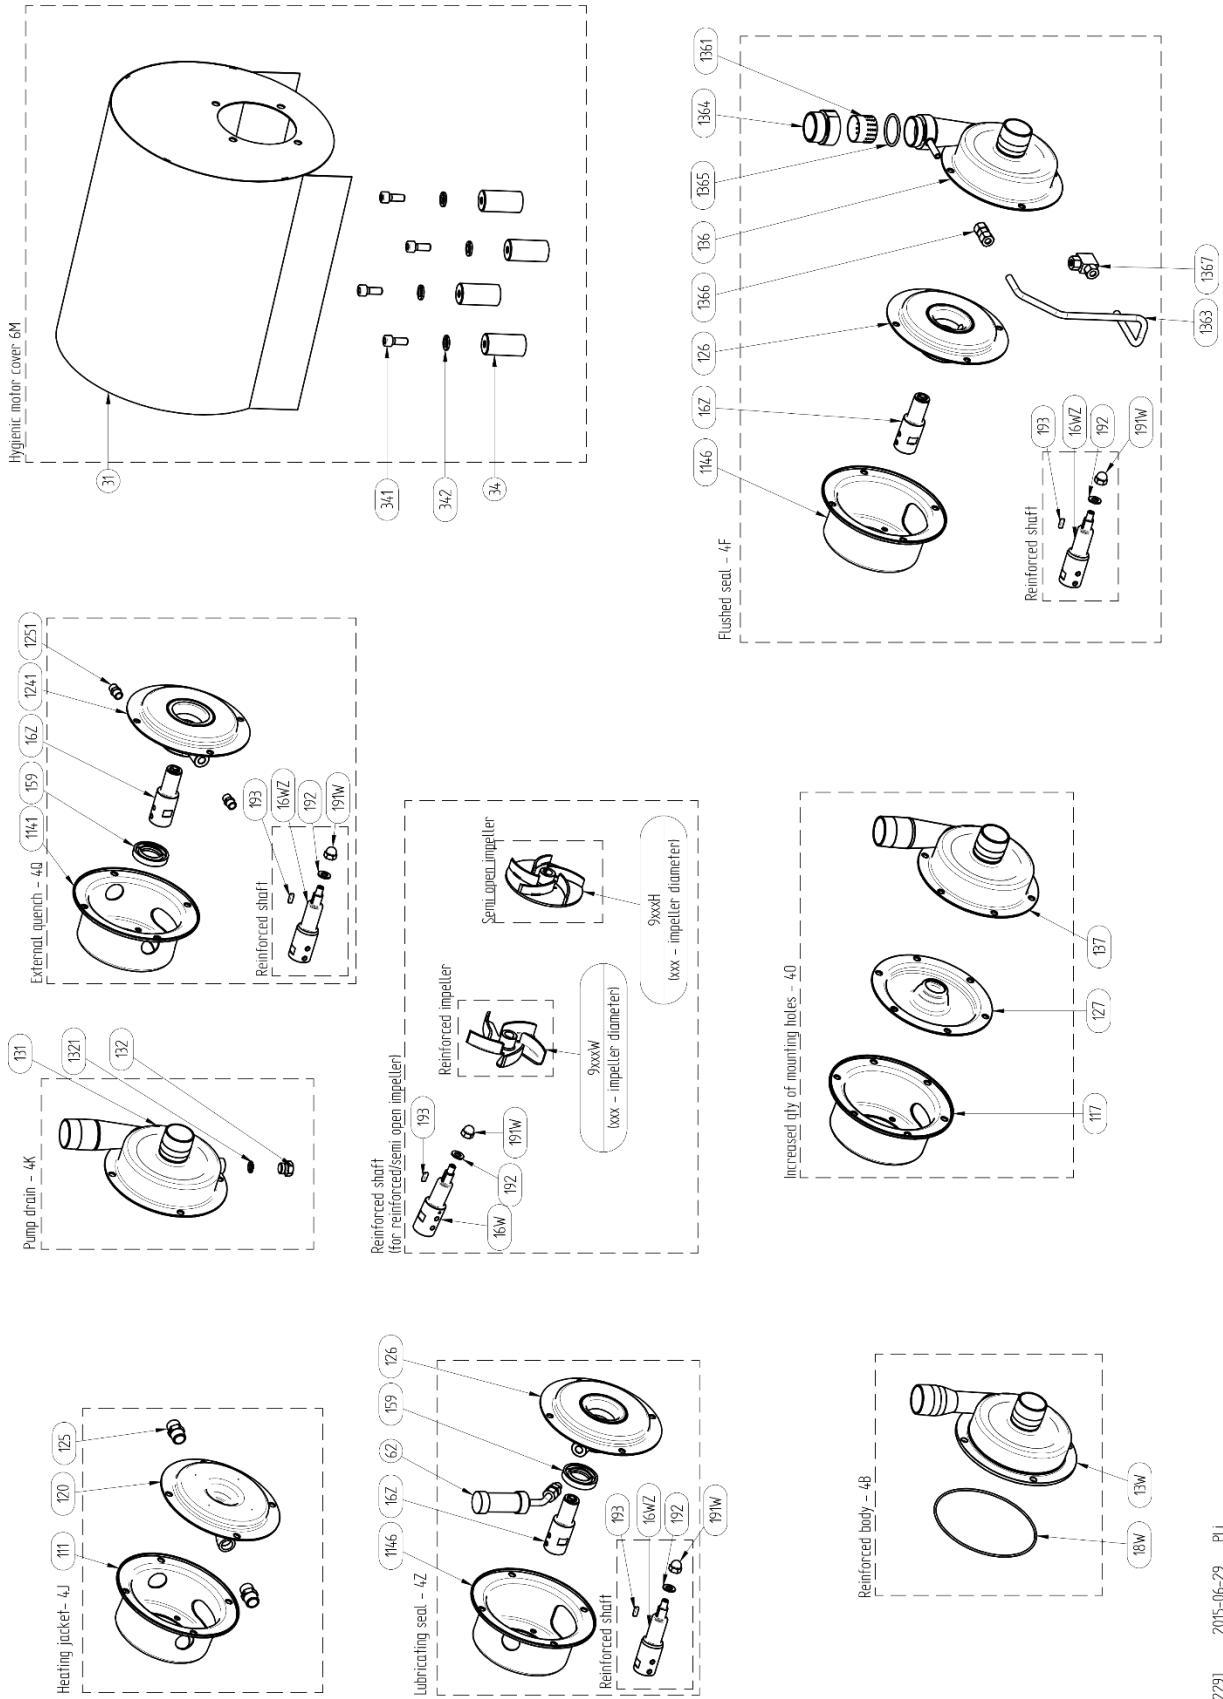 Heating jacket- 4J
111
120
125
Pump drain - 4K
131
1321
132
External quench - 4Q
1141
159
16Z
1241
1251
Reinforced shaft
193
16WZ
192
191W
Hygienic motor cover 6M
31
341
342
34
Lubricating seal - 4Z
1146
16Z
62
159
126
Reinforced shaft
193
16WZ
192
191W
Reinforced shaft
(for reinforced/semi open impeller)
193
191W
192
16W
Reinforced impeller
9xxxW
(xxx - impeller diameter)
Semi open impeller
9xxxH
(xxx - impeller diameter)
Flushed seal - 4F
1146
16Z
126
1366
136
1365
1364
1361
1367
1363
Reinforced shaft
193
16WZ
192
191W
Reinforced body - 4B
18W
13W
Increased qty of mounting holes - 4O
117
127
137
2015-06-29